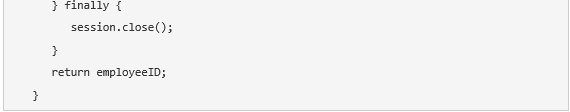 } finally {
session.close();
}
return employeeID;
}